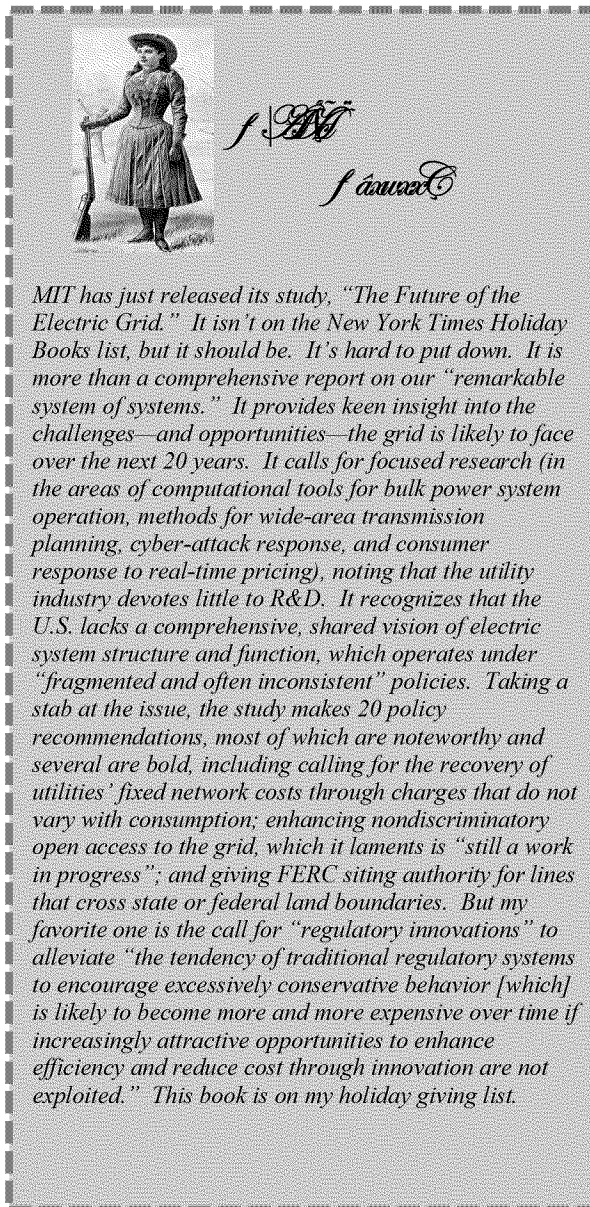 MIT has just released its study, “The Future of the
Electric Grid.” It isn’t on the New York Times Holiday
Books list, but it should be. It’s hard to put down. It is
more than a comprehensive report on our “remarkable
system of systems.” It provides keen insight into the
challenges—and opportunities—the grid is likely to face
over the next 20 years. It calls for focused research (in
the areas of computational tools for bulk power system
operation, methods for wide-area transmission
planning, cyber-attack response, and consumer
response to real-time pricing), noting that the utility
industry devotes little to R&D. It recognizes that the
U.S. lacks a comprehensive, shared vision of electric
system structure and function, which operates under
“fragmented and often inconsistent” policies. Taking a
stab at the issue, the study makes 20 policy
recommendations, most of which are noteworthy and
several are bold, including calling for the recovery of
utilities’ fixed network costs through charges that do not
vary with consumption; enhancing nondiscriminatory
open access to the grid, which it laments is “still a work
in progress”; and giving FERC siting authority for lines
that cross state or federal land boundaries. But my
favorite one is the call for “regulatory innovations” to
alleviate “the tendency of traditional regulatory systems
to encourage excessively conservative behavior [which]
is likely to become more and more expensive over time if
increasingly attractive opportunities to enhance
efficiency and reduce cost through innovation are not
exploited.” This book is on my holiday giving list.